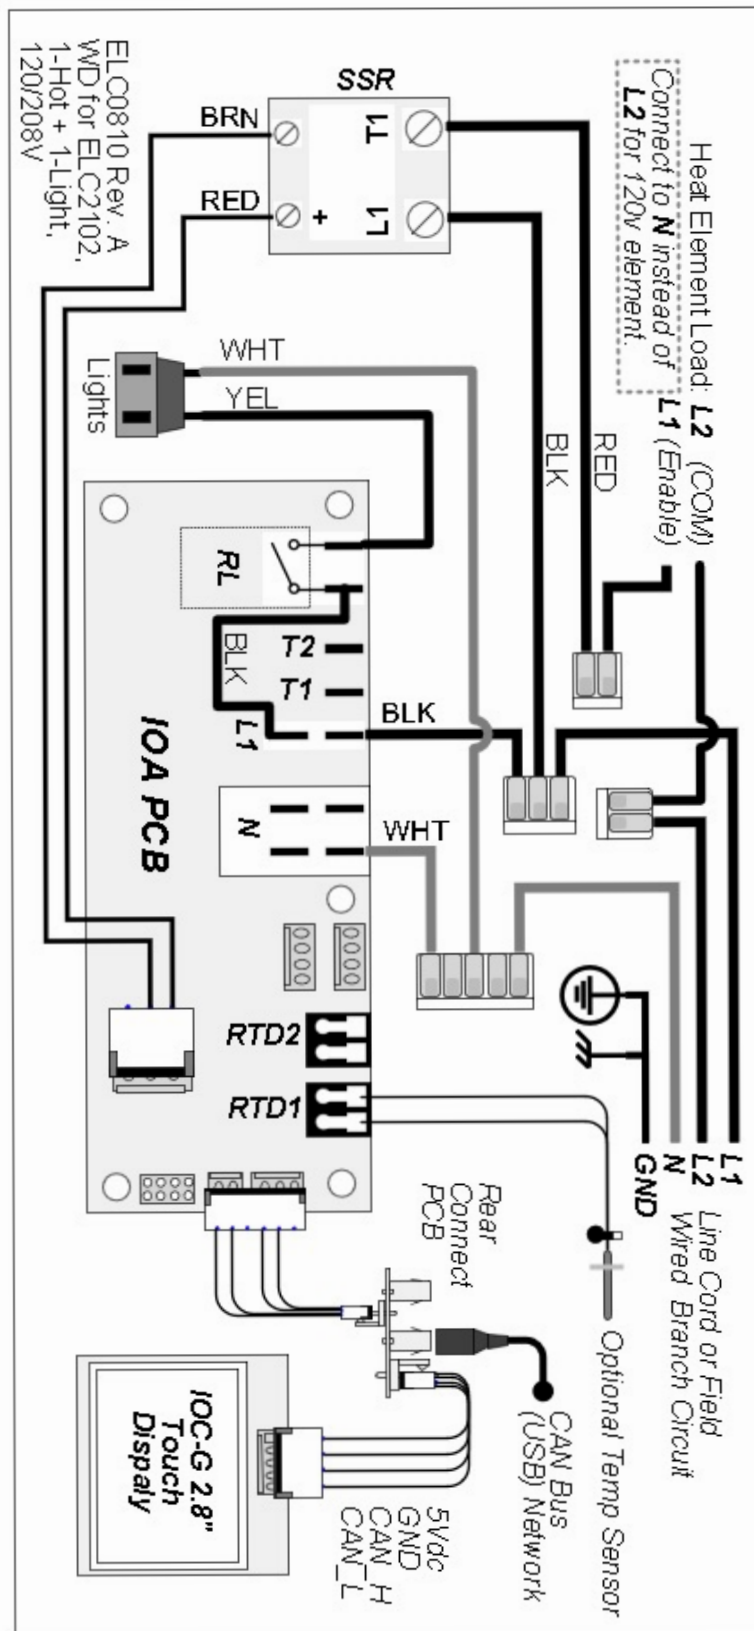 ELC0810 Rev. A
WD for ELC2102,
1-Hot + 1-Light,
120/208V
SSR
BRN
RED
+
T1
L1
Heat Element Load: L2 (COM)
L1 (Enable)
Connect to N instead of
L2 for 120v element.
WHT
YEL
Lights
BLK
RED
RL
BLK
T2
T1
L1
BLK
IOA PCB
N
WHT
RTD2
RTD1
L1
L2
N
GND
Line Cord or Field
Wired Branch Circuit
Rear
Connect
PCB
Optional Temp Sensor
CAN Bus
(USB) Network
5Vdc
GND
CAN_H
CAN_L
IOC-G 2.8"
Touch
Dispaly